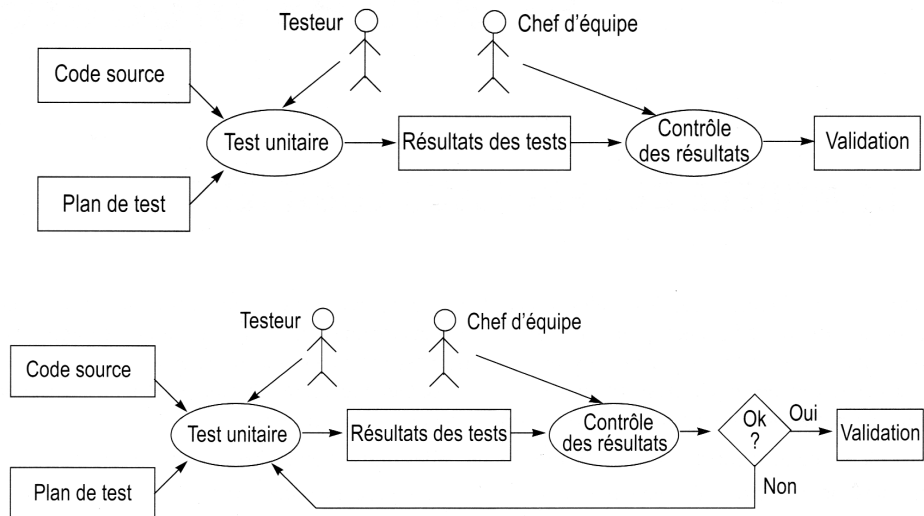 Testeur
Chef d'équipe
Code source
Test unitaire
Résultats des tests
Contrôle
des résultats
Validation
Plan de test
Testeur
Chef d'équipe
Code source
Test unitaire
Résultats des tests
Contrôle
des résultats
Ok
?
Oui
Validation
Plan de test
Non